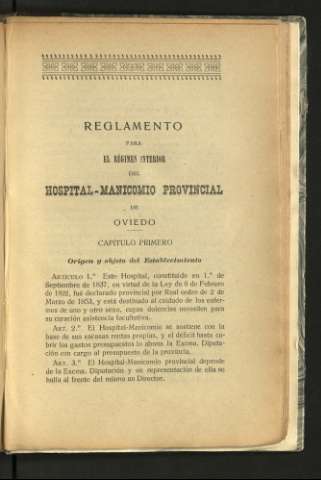 REGLAMENTO
PARA
EL RÉGIMEN INTERIOR
DEL
HOSPITAL-MANICOMIO PROVINCIAL
DE
OVIEDO
CAPÍTULO PRIMERO
Origen y objeto del Establecimiento
ARTÍCULO 1.º Este Hospital, constituido en 1.º de
Septiembre de 1837, en virtud de la Ley de 6 de Febrero
de 1822, fué declarado provincial por Real orden de 2 de
Marzo de 1853, y está destinado al cuidado de los enfer-
mos de uno y otro sexo, cuyas dolencias necesiten para
su curación asistencia facultativa.
ART. 2.º El Hospital-Manicomio se sostiene con la
base de sus escasas rentas propias, y el déficit hasta cu-
brir los gastos presupuestos lo abona la Excma. Diputa-
ción con cargo al presupuesto de la provincia.
ART. 3.º El Hospital-Manicomio provincial depende
de la Excma. Diputación y en representación de ella se
halla al frente del mismo un Director.